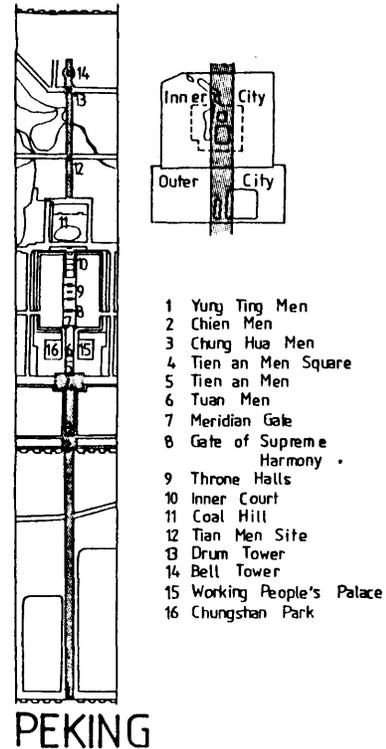 14
13
12
11
10
9
8
7
16
6
15
Inner City
Outer City
1 Yung Ting Men
2 Chien Men
3 Chung Hua Men
4 Tien an Men Square
5 Tien an Men
6 Tuan Men
7 Meridian Gate
8 Gate of Supreme
Harmony .
9 Throne Halls
10 Inner Court
11 Coal Hill
12 Tian Men Site
13 Drum Tower
14 Bell Tower
15 Working People's Palace
16 Chungshan Park
PEKING